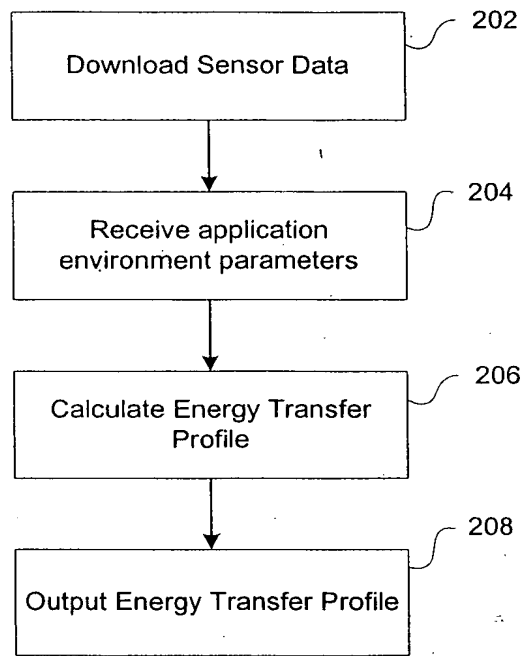 202
Download Sensor Data
204
Receive application
environment parameters
206
Calculate Energy Transfer
Profile
208
Output Energy Transfer Profile